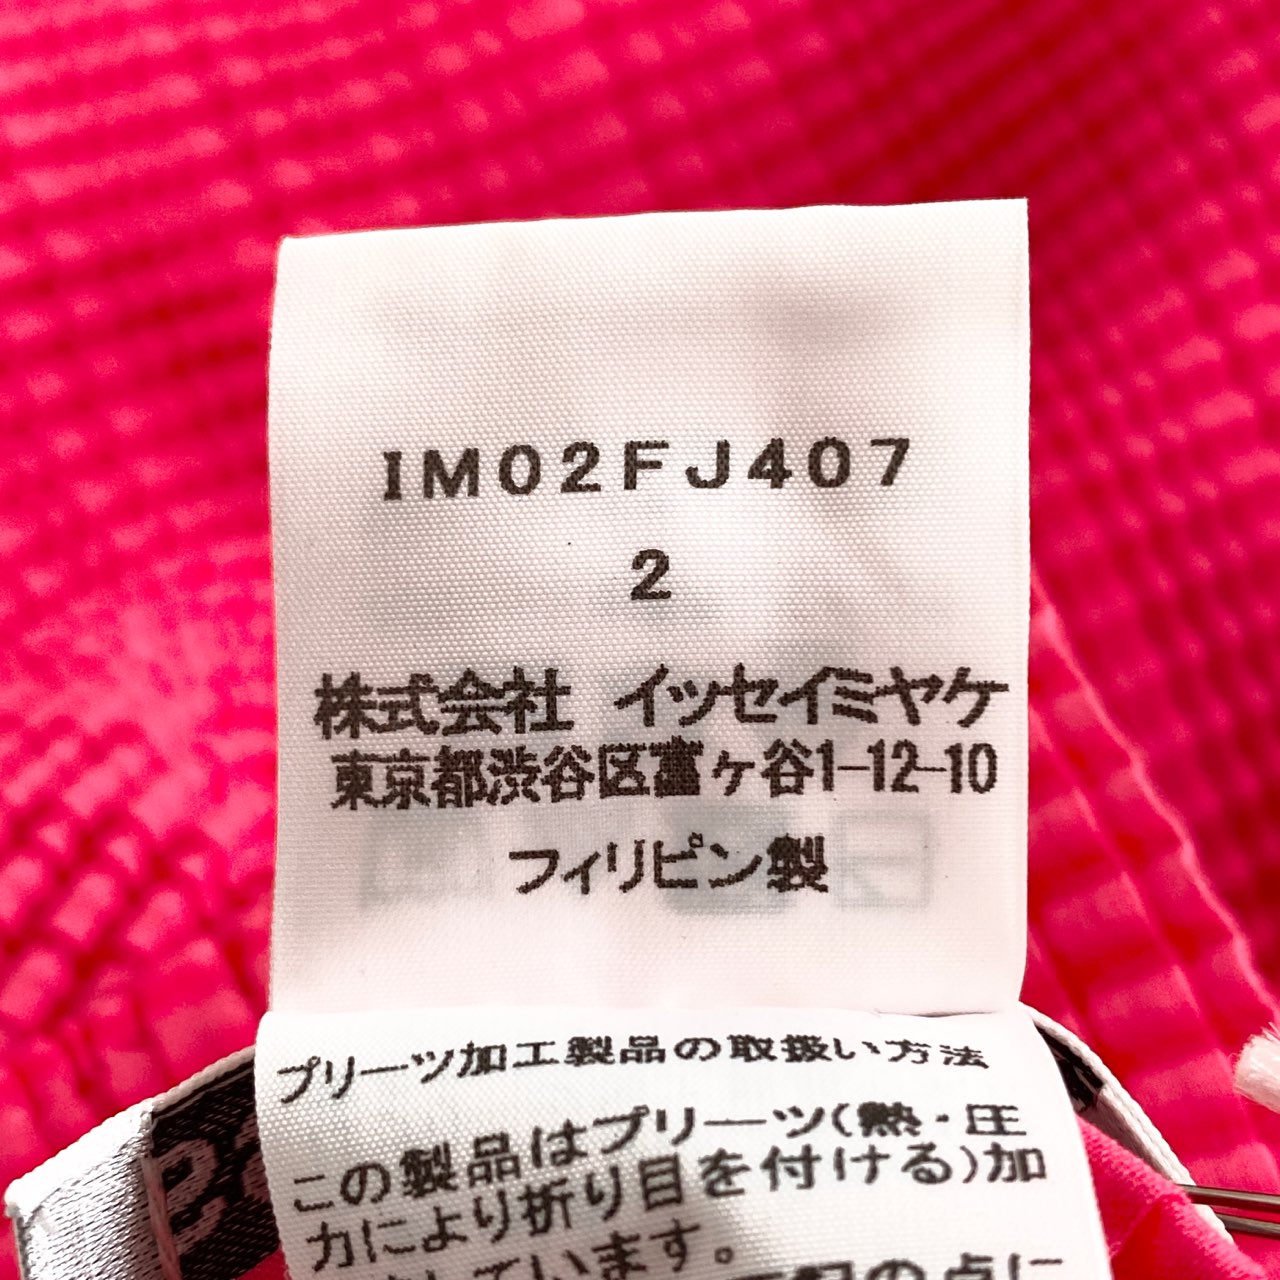 IM02FJ407
2
株式会社 イッセイミヤケ
東京都渋谷区富ヶ谷1-12-10
フィリピン製
プリーツ加工製品の取扱い方法
この製品はプリーツ(熱・圧
力により折り目を付ける)加
しています。
の点に